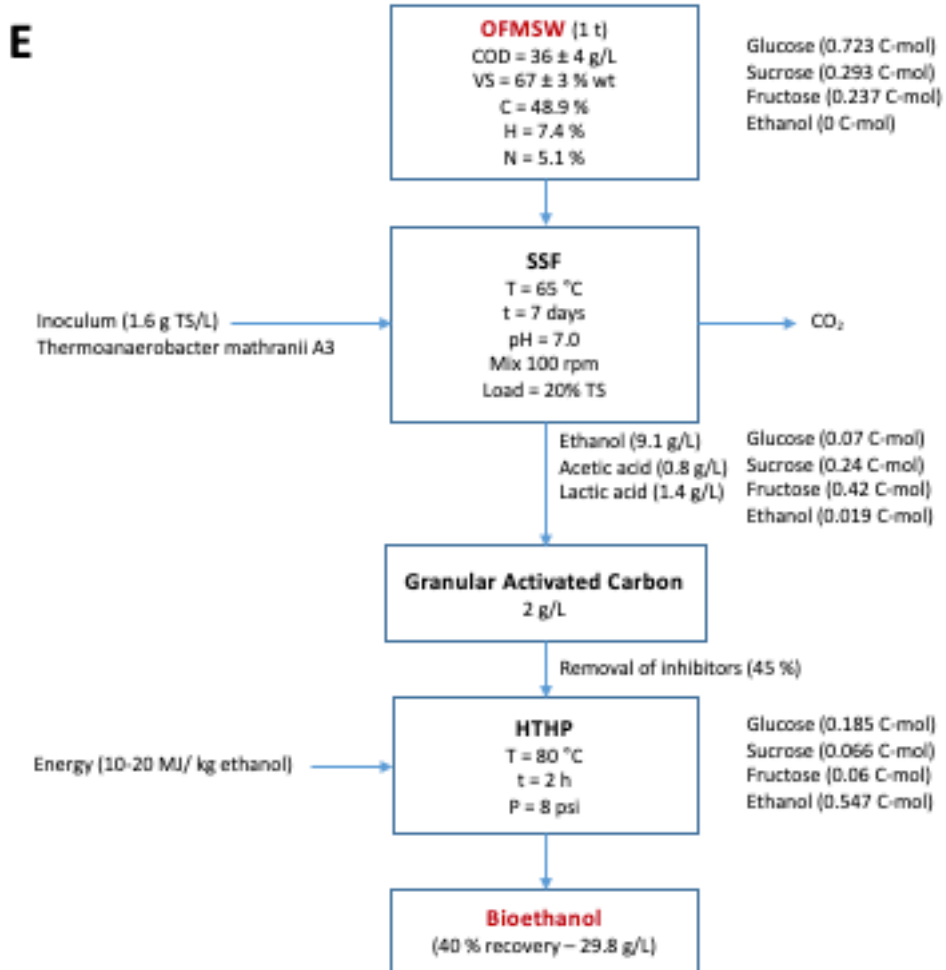 E
OFMSW (1 t)
COD = 36 ± 4 g/L
VS = 67 ± 3 % wt
C = 48.9 %
H = 7.4 %
N = 5.1 %
Glucose (0.723 C-mol)
Sucrose (0.293 C-mol)
Fructose (0.237 C-mol)
Ethanol (0 C-mol)
SSF
T = 65 °C
t = 7 days
pH = 7.0
Mix 100 rpm
Load = 20% TS
Inoculum (1.6 g TS/L)
Thermoanaerobacter mathranii A3
CO₂
Ethanol (9.1 g/L)
Acetic acid (0.8 g/L)
Lactic acid (1.4 g/L)
Glucose (0.07 C-mol)
Sucrose (0.24 C-mol)
Fructose (0.42 C-mol)
Ethanol (0.019 C-mol)
Granular Activated Carbon
2 g/L
Removal of inhibitors (45 %)
HTHP
T = 80 °C
t = 2 h
P = 8 psi
Energy (10-20 MJ/ kg ethanol)
Glucose (0.185 C-mol)
Sucrose (0.066 C-mol)
Fructose (0.06 C-mol)
Ethanol (0.547 C-mol)
Bioethanol
(40 % recovery – 29.8 g/L)